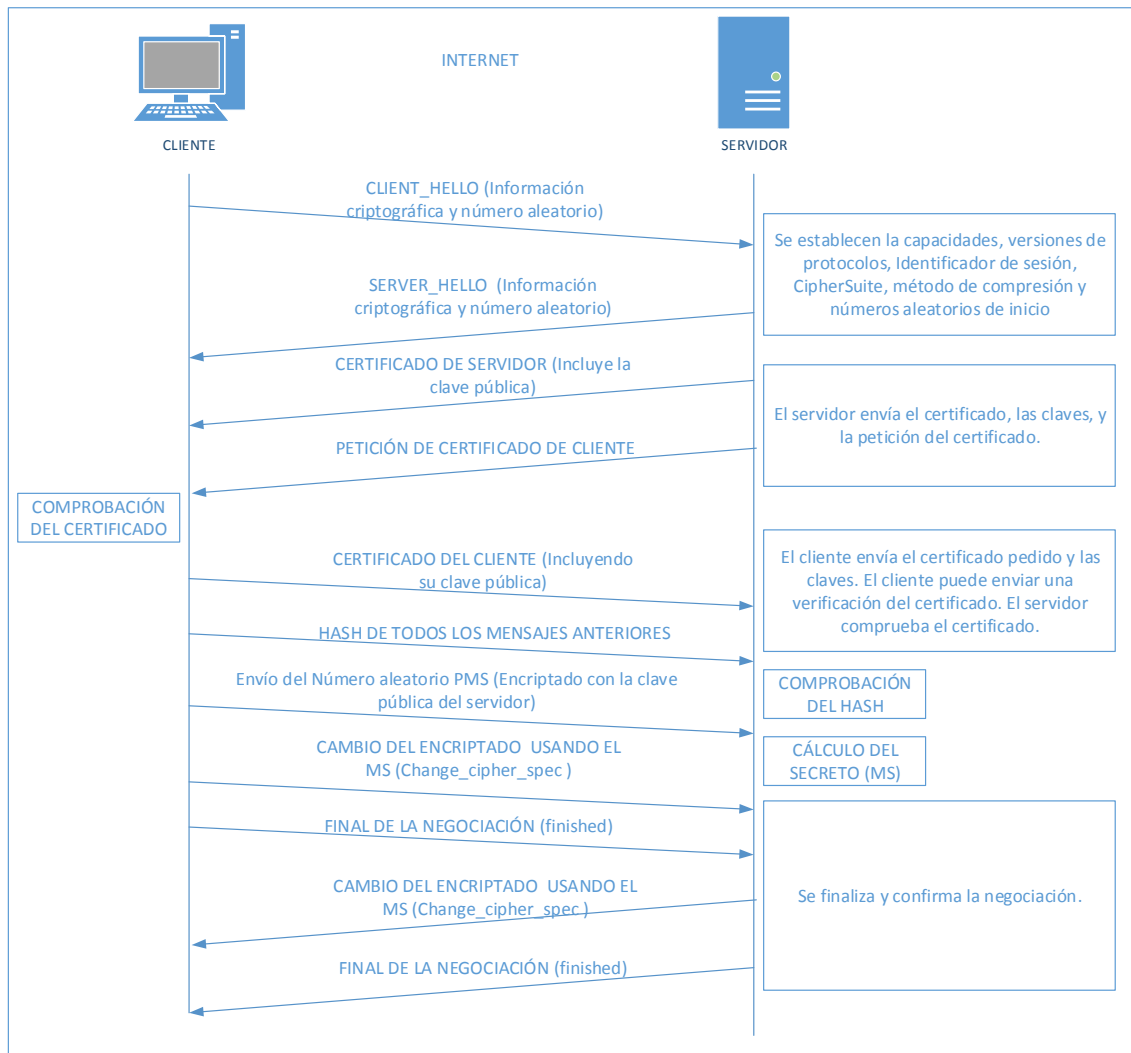 INTERNET
CLIENTE
SERVIDOR
CLIENT_HELLO (Información
criptográfica y número aleatorio)
Se establecen la capacidades, versiones de
protocolos, Identificador de sesión,
CipherSuite, método de compresión y
números aleatorios de inicio
SERVER_HELLO (Información
criptográfica y número aleatorio)
CERTIFICADO DE SERVIDOR (Incluye la
clave pública)
El servidor envía el certificado, las claves, y
la petición del certificado.
PETICIÓN DE CERTIFICADO DE CLIENTE
COMPROBACIÓN
DEL CERTIFICADO
CERTIFICADO DEL CLIENTE (Incluyendo
su clave pública)
El cliente envía el certificado pedido y las
claves. El cliente puede enviar una
verificación del certificado. El servidor
comprueba el certificado.
HASH DE TODOS LOS MENSAJES ANTERIORES
Envío del Número aleatorio PMS (Encriptado con la clave
pública del servidor)
COMPROBACIÓN
DEL HASH
CAMBIO DEL ENCRIPTADO USANDO EL
MS (Change_cipher_spec )
CÁLCULO DEL
SECRETO (MS)
FINAL DE LA NEGOCIACIÓN (finished)
CAMBIO DEL ENCRIPTADO USANDO EL
MS (Change_cipher_spec )
Se finaliza y confirma la negociación.
FINAL DE LA NEGOCIACIÓN (finished)